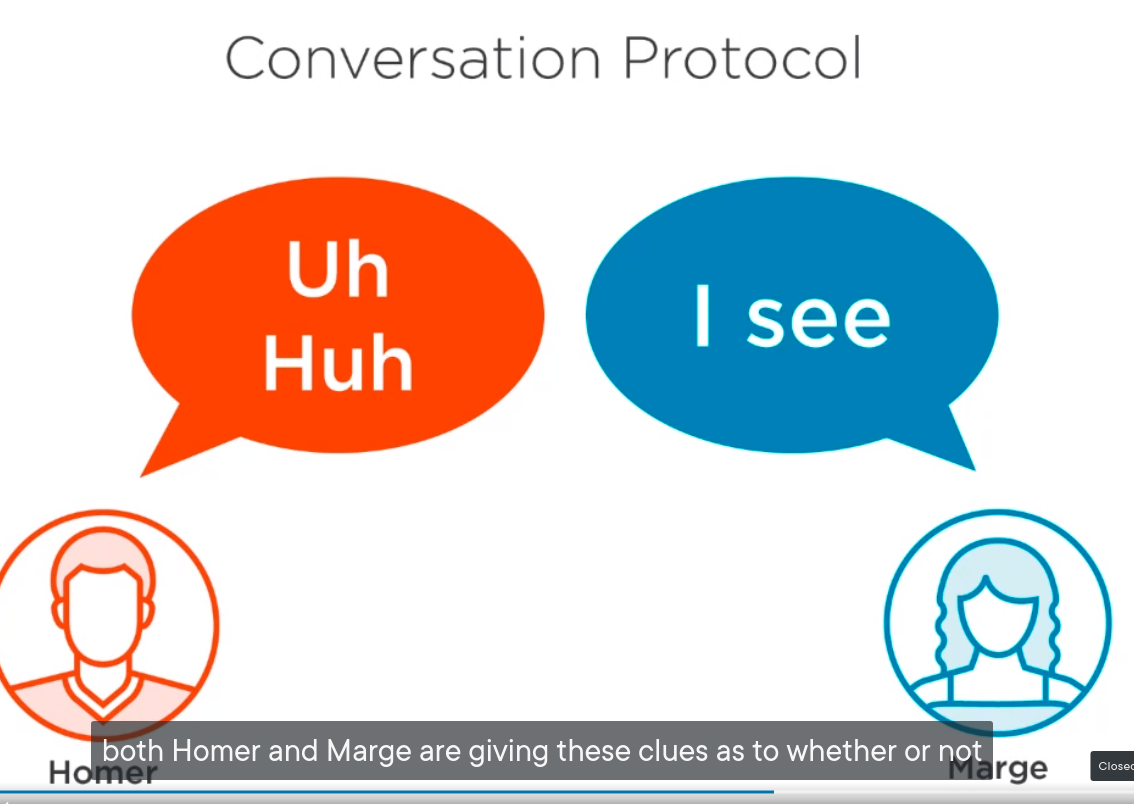 Conversation Protocol
Uh
Huh
I see
both Homer and Marge are giving these clues as to whether or not
Homer
Marge
Closed